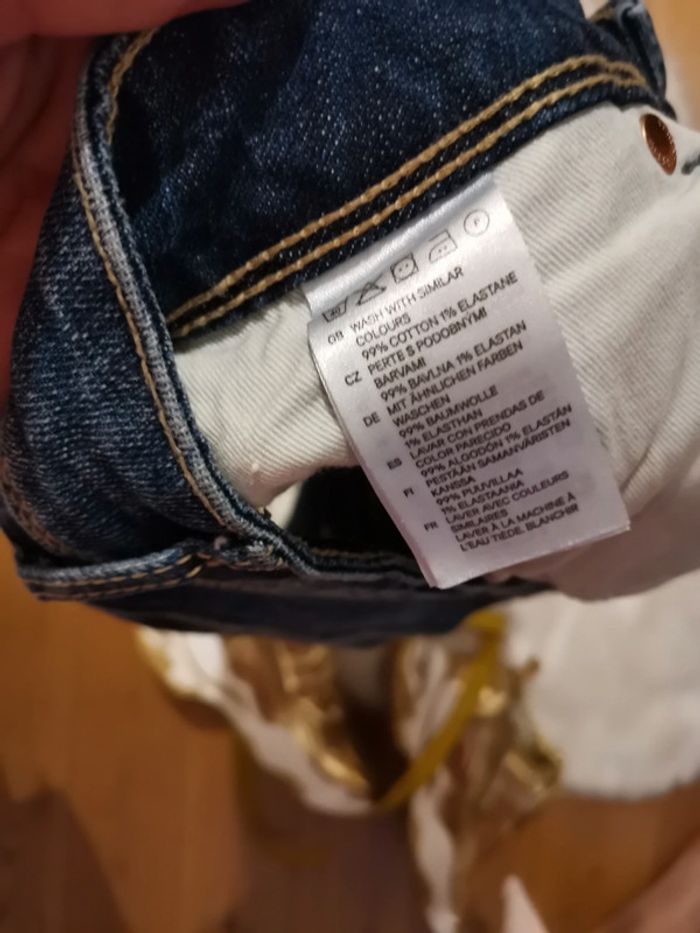 40
P
GB WASH WITH SIMILAR
COLOURS
99% COTTON 1% ELASTANE
CZ PERTE S PODOBNÝMI
BARVAMI
99% BAVLNA 1% ELASTAN
DE MIT ÄHNLICHEN FARBEN
WASCHEN
99% BAUMWOLLE
1% ELASTHAN
ES LAVAR CON PRENDAS DE
COLOR PARECIDO
99% ALGODÓN 1% ELASTÁN
FI PESTÄÄN SAMANVÄRISTEN
KANSSA
99% PUUVILLAA
1% ELASTAANIA
FR LAVER AVEC COULEURS
SIMILAIRES
LAVER À LA MACHINE À
L'EAU TIÈDE. BLANCHIR